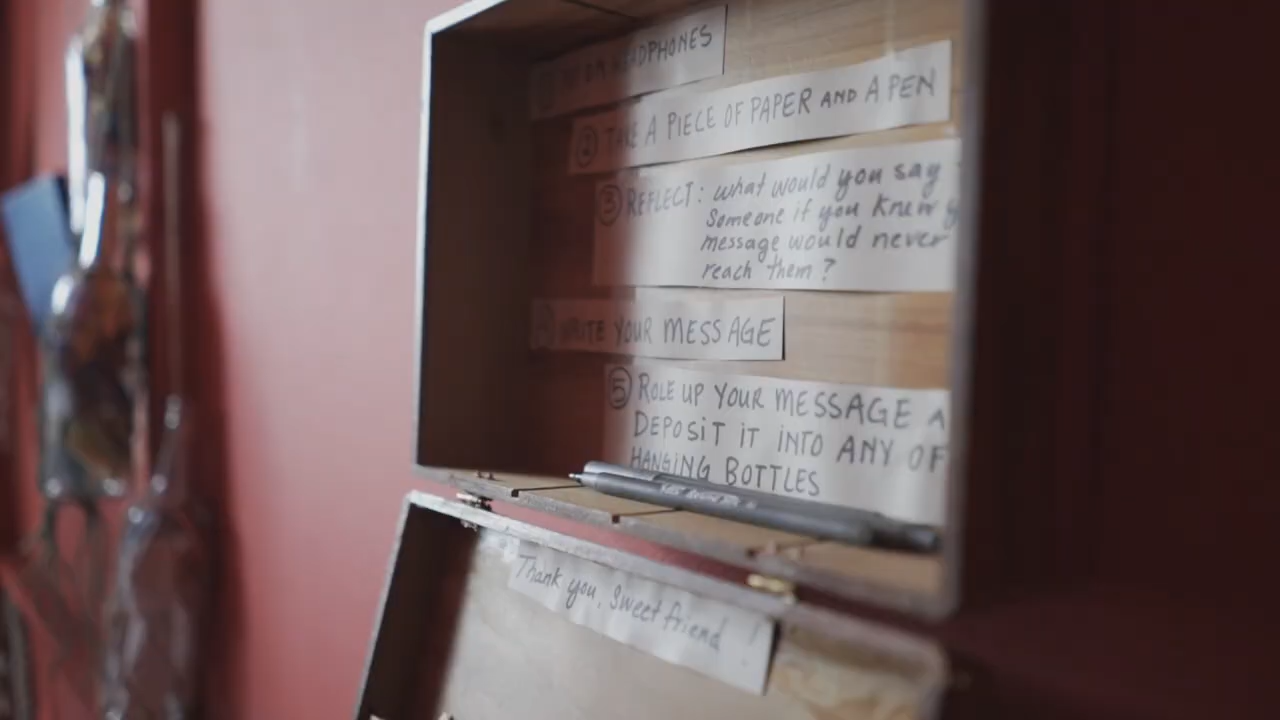 HEADPHONES
② TAKE A PIECE OF PAPER AND A PEN
③ REFLECT: what would you say
someone if you knew
message would never
reach them?
④ WRITE YOUR MESSAGE
⑤ ROLE UP YOUR MESSAGE A
DEPOSIT IT INTO ANY OF
HANGING BOTTLES
Thank you, sweet friend!